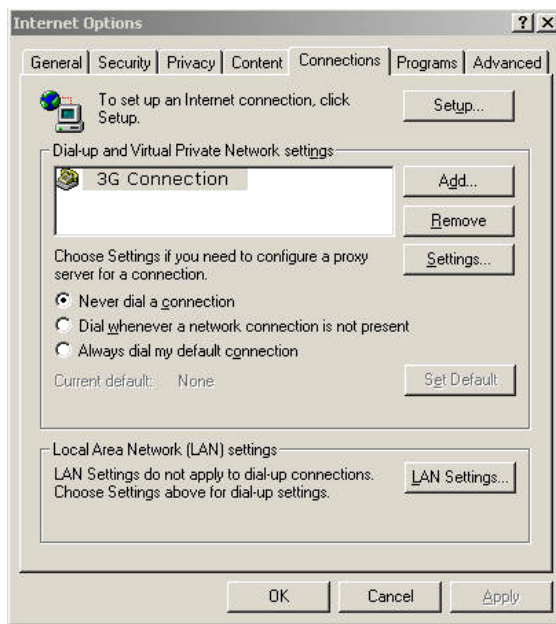 Internet Options
General Security Privacy Content Connections Programs Advanced
To set up an Internet connection, click
Setup.
Setup...
Dial-up and Virtual Private Network settings
3G Connection
Add...
Remove
Choose Settings if you need to configure a proxy
server for a connection.
Settings...
Never dial a connection
Dial whenever a network connection is not present
Always dial my default connection
Current default: None
Set Default
Local Area Network (LAN) settings
LAN Settings do not apply to dial-up connections.
Choose Settings above for dial-up settings.
LAN Settings...
OK Cancel Apply